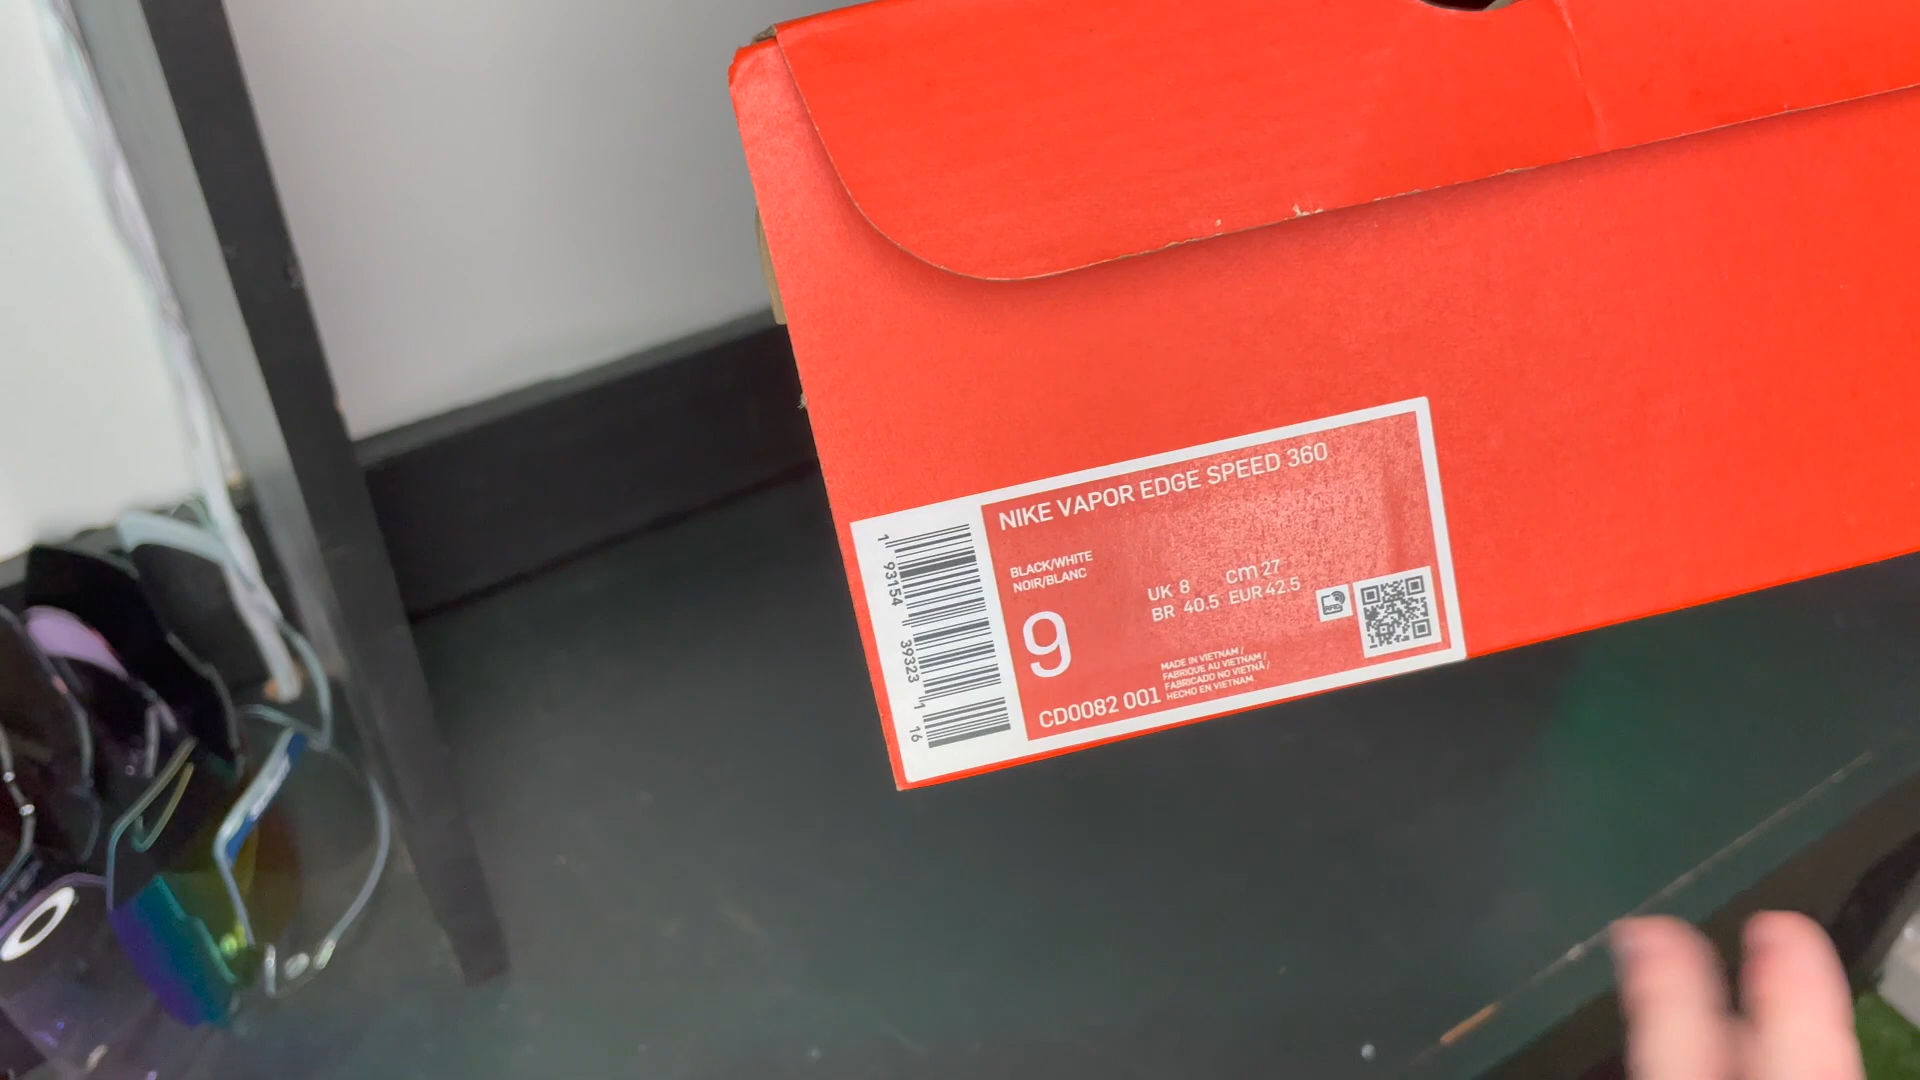 NIKE VAPOR EDGE SPEED 360
BLACK/WHITE
NOIR/BLANC
9
UK 8 cm 27
BR 40.5 EUR 42.5
CD0082 001
MADE IN VIETNAM /
FABRIQUE AU VIETNAM /
FABRICADO NO VIETNÃ /
HECHO EN VIETNAM.
1 93154 39323 1 16